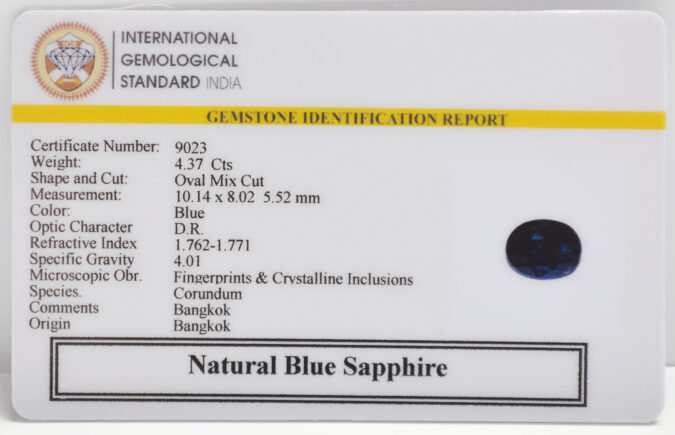 INTERNATIONAL
GEMOLOGICAL
STANDARD INDIA
GEMSTONE IDENTIFICATION REPORT
Certificate Number: 9023
Weight: 4.37 Cts
Shape and Cut: Oval Mix Cut
Measurement: 10.14 x 8.02 5.52 mm
Color: Blue
Optic Character D.R.
Refractive Index 1.762-1.771
Specific Gravity 4.01
Microscopic Obr. Fingerprints & Crystalline Inclusions
Species. Corundum
Comments Bangkok
Origin Bangkok
Natural Blue Sapphire